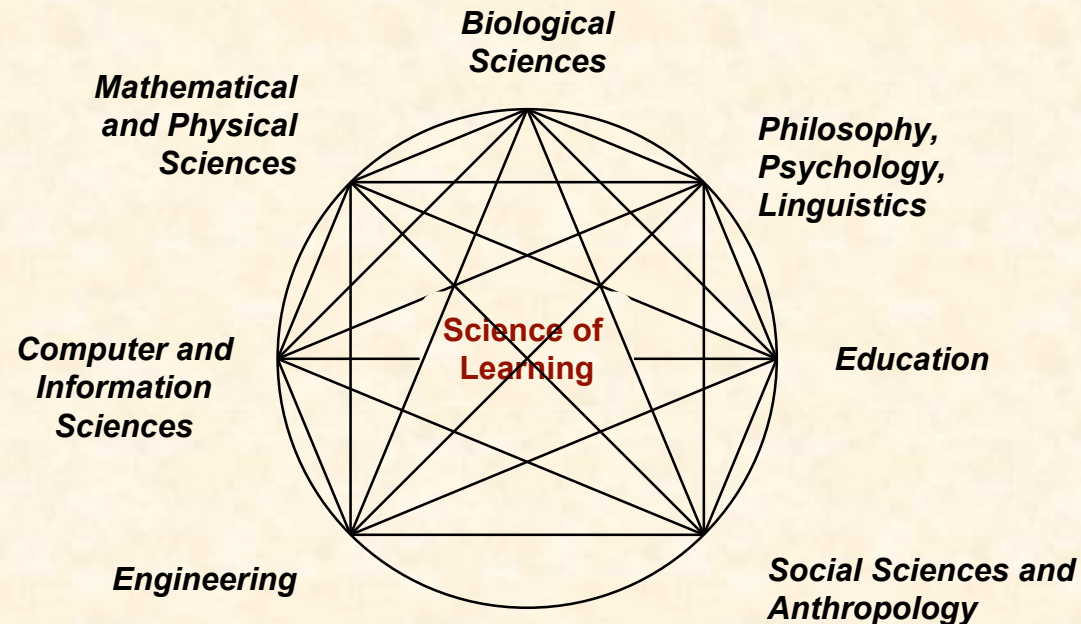 Biological
Sciences
Mathematical
and Physical
Sciences
Philosophy,
Psychology,
Linguistics
Science of
Learning
Computer and
Information
Sciences
Education
Engineering
Social Sciences and
Anthropology